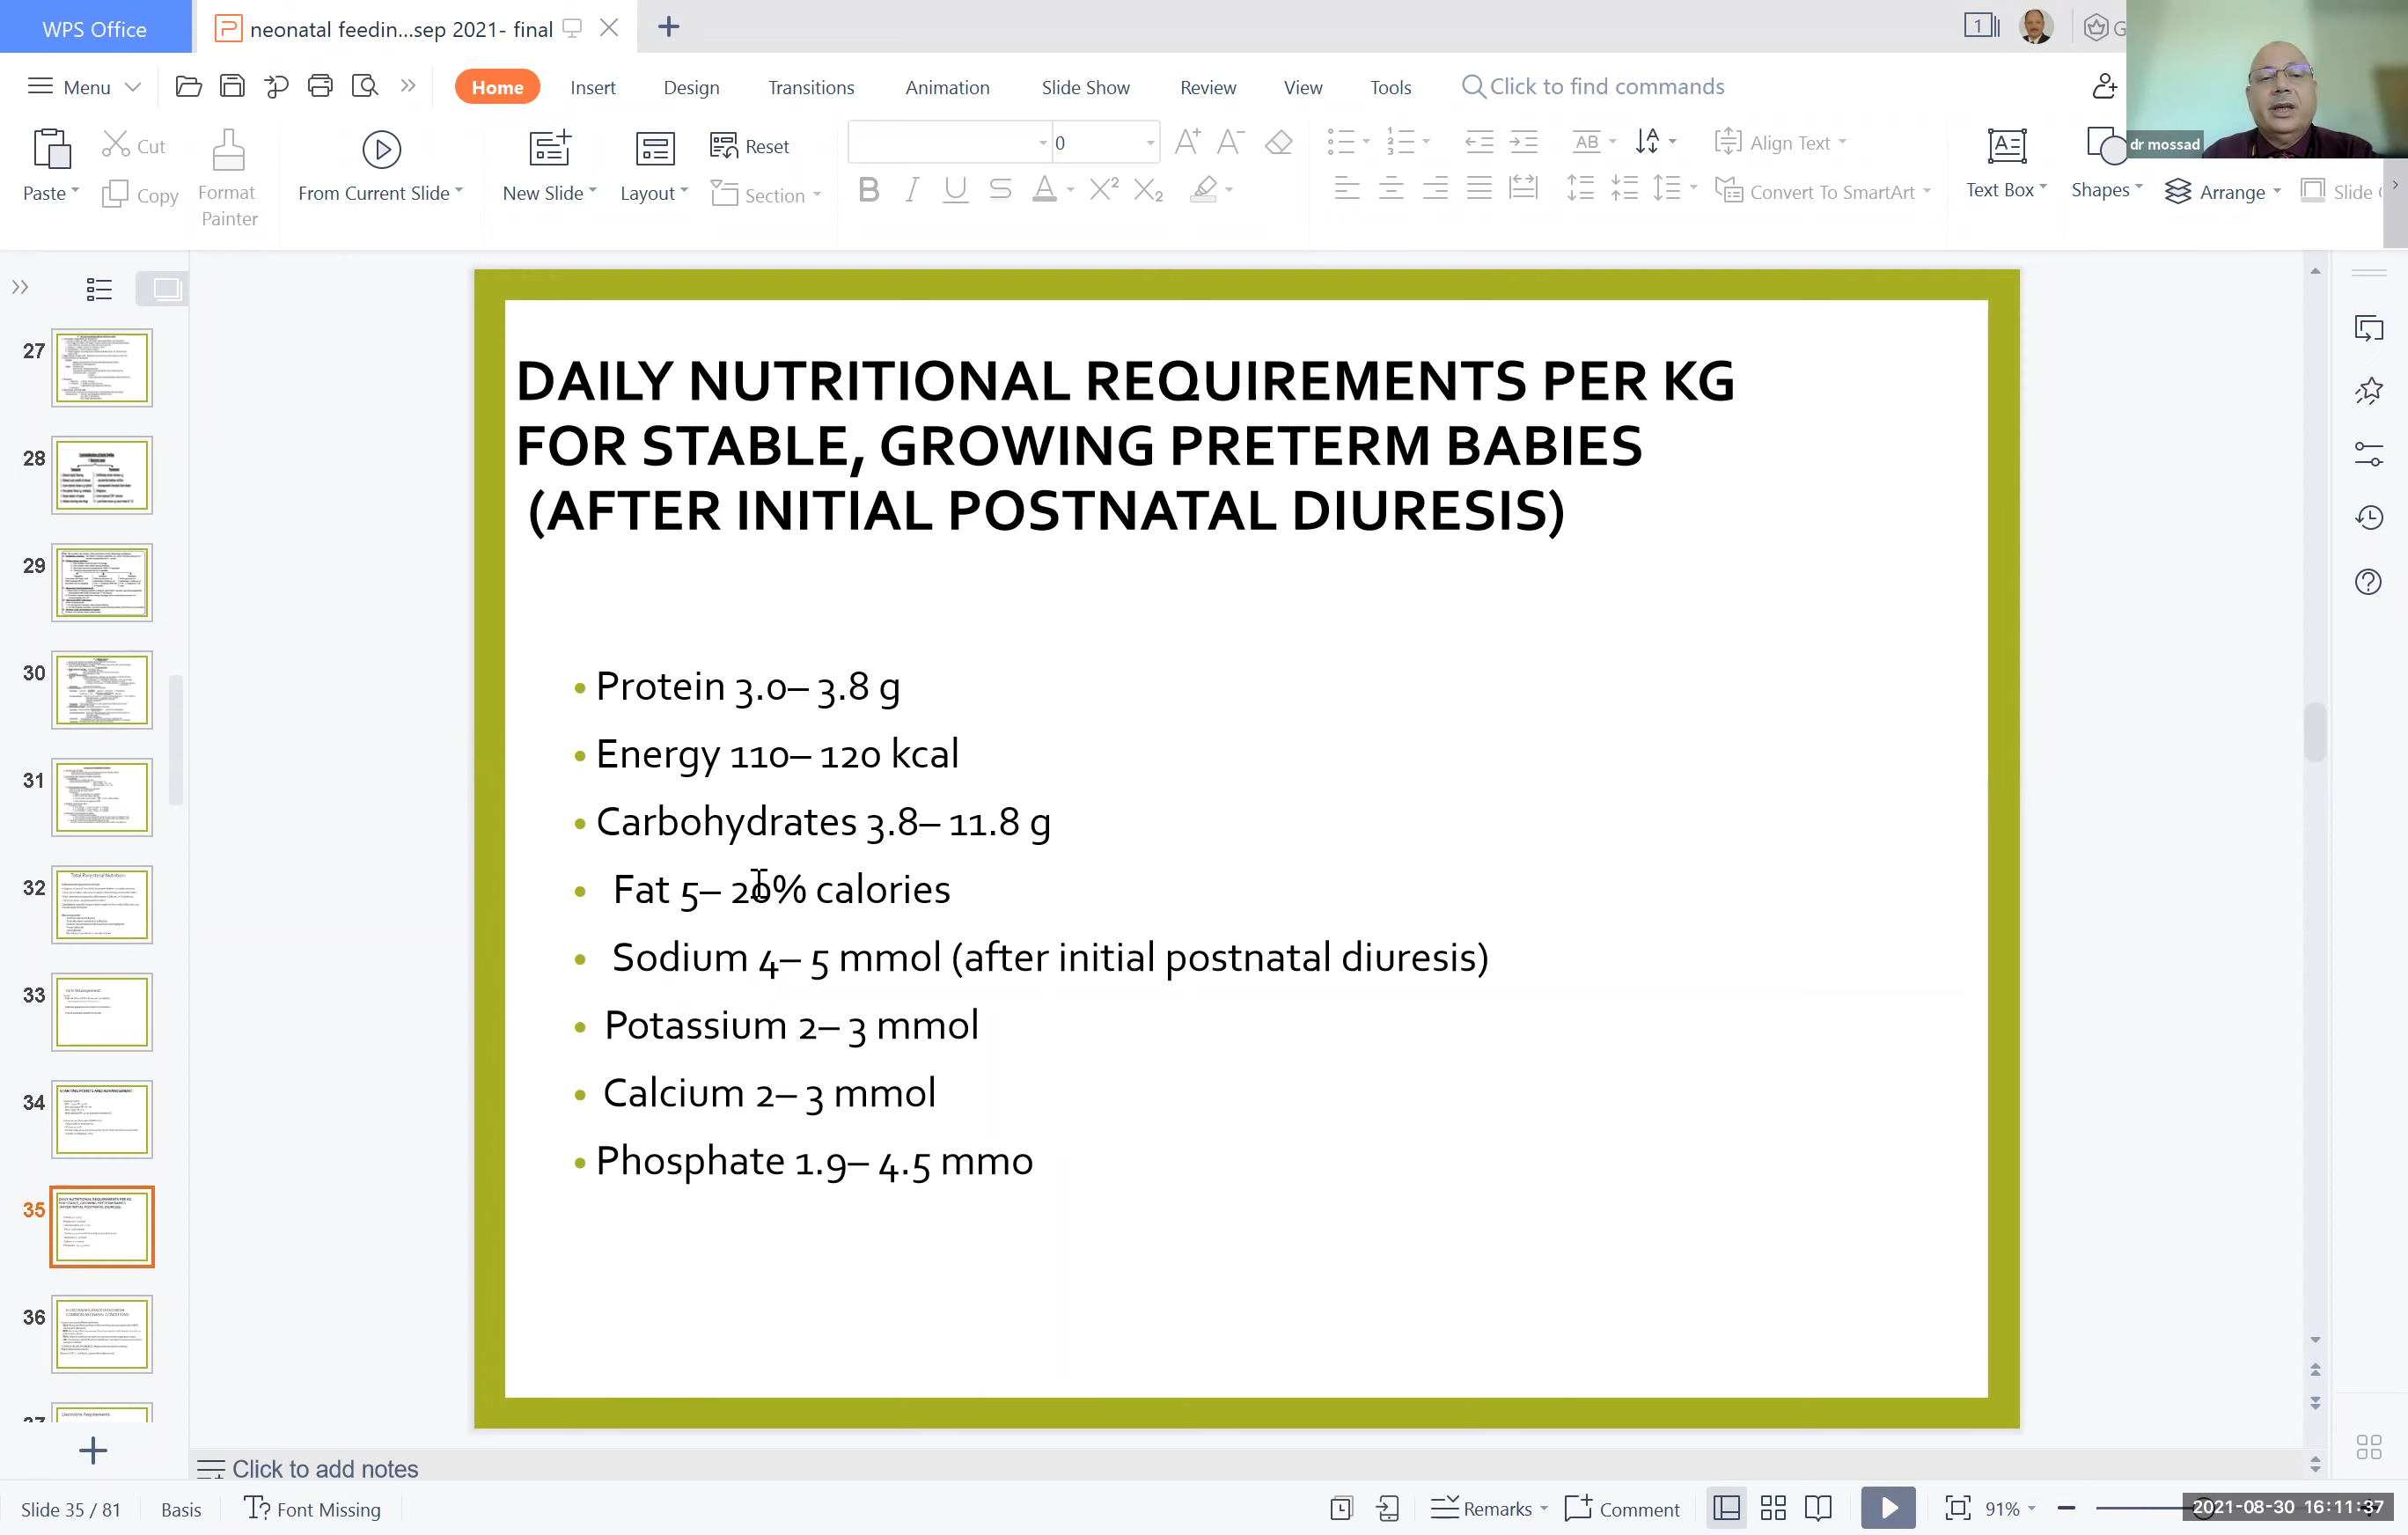 WPS Office
neonatal feedin...sep 2021- final
1
G
Menu
Home
Insert
Design
Transitions
Animation
Slide Show
Review
View
Tools
Click to find commands
dr mossad
Paste
Cut
Copy
Format Painter
From Current Slide
New Slide
Layout
Reset
Section
0
Align Text
Convert To SmartArt
Text Box
Shapes
Arrange
Slide
27
28
29
30
31
32
Total Parenteral Nutrition
33
34
35
36
37
DAILY NUTRITIONAL REQUIREMENTS PER KG
FOR STABLE, GROWING PRETERM BABIES
(AFTER INITIAL POSTNATAL DIURESIS)
• Protein 3.0– 3.8 g
• Energy 110– 120 kcal
• Carbohydrates 3.8– 11.8 g
• Fat 5– 20% calories
• Sodium 4– 5 mmol (after initial postnatal diuresis)
• Potassium 2– 3 mmol
• Calcium 2– 3 mmol
• Phosphate 1.9– 4.5 mmo
Click to add notes
Slide 35 / 81
Basis
Font Missing
Remarks
Comment
91%
2021-08-30 16:11:37